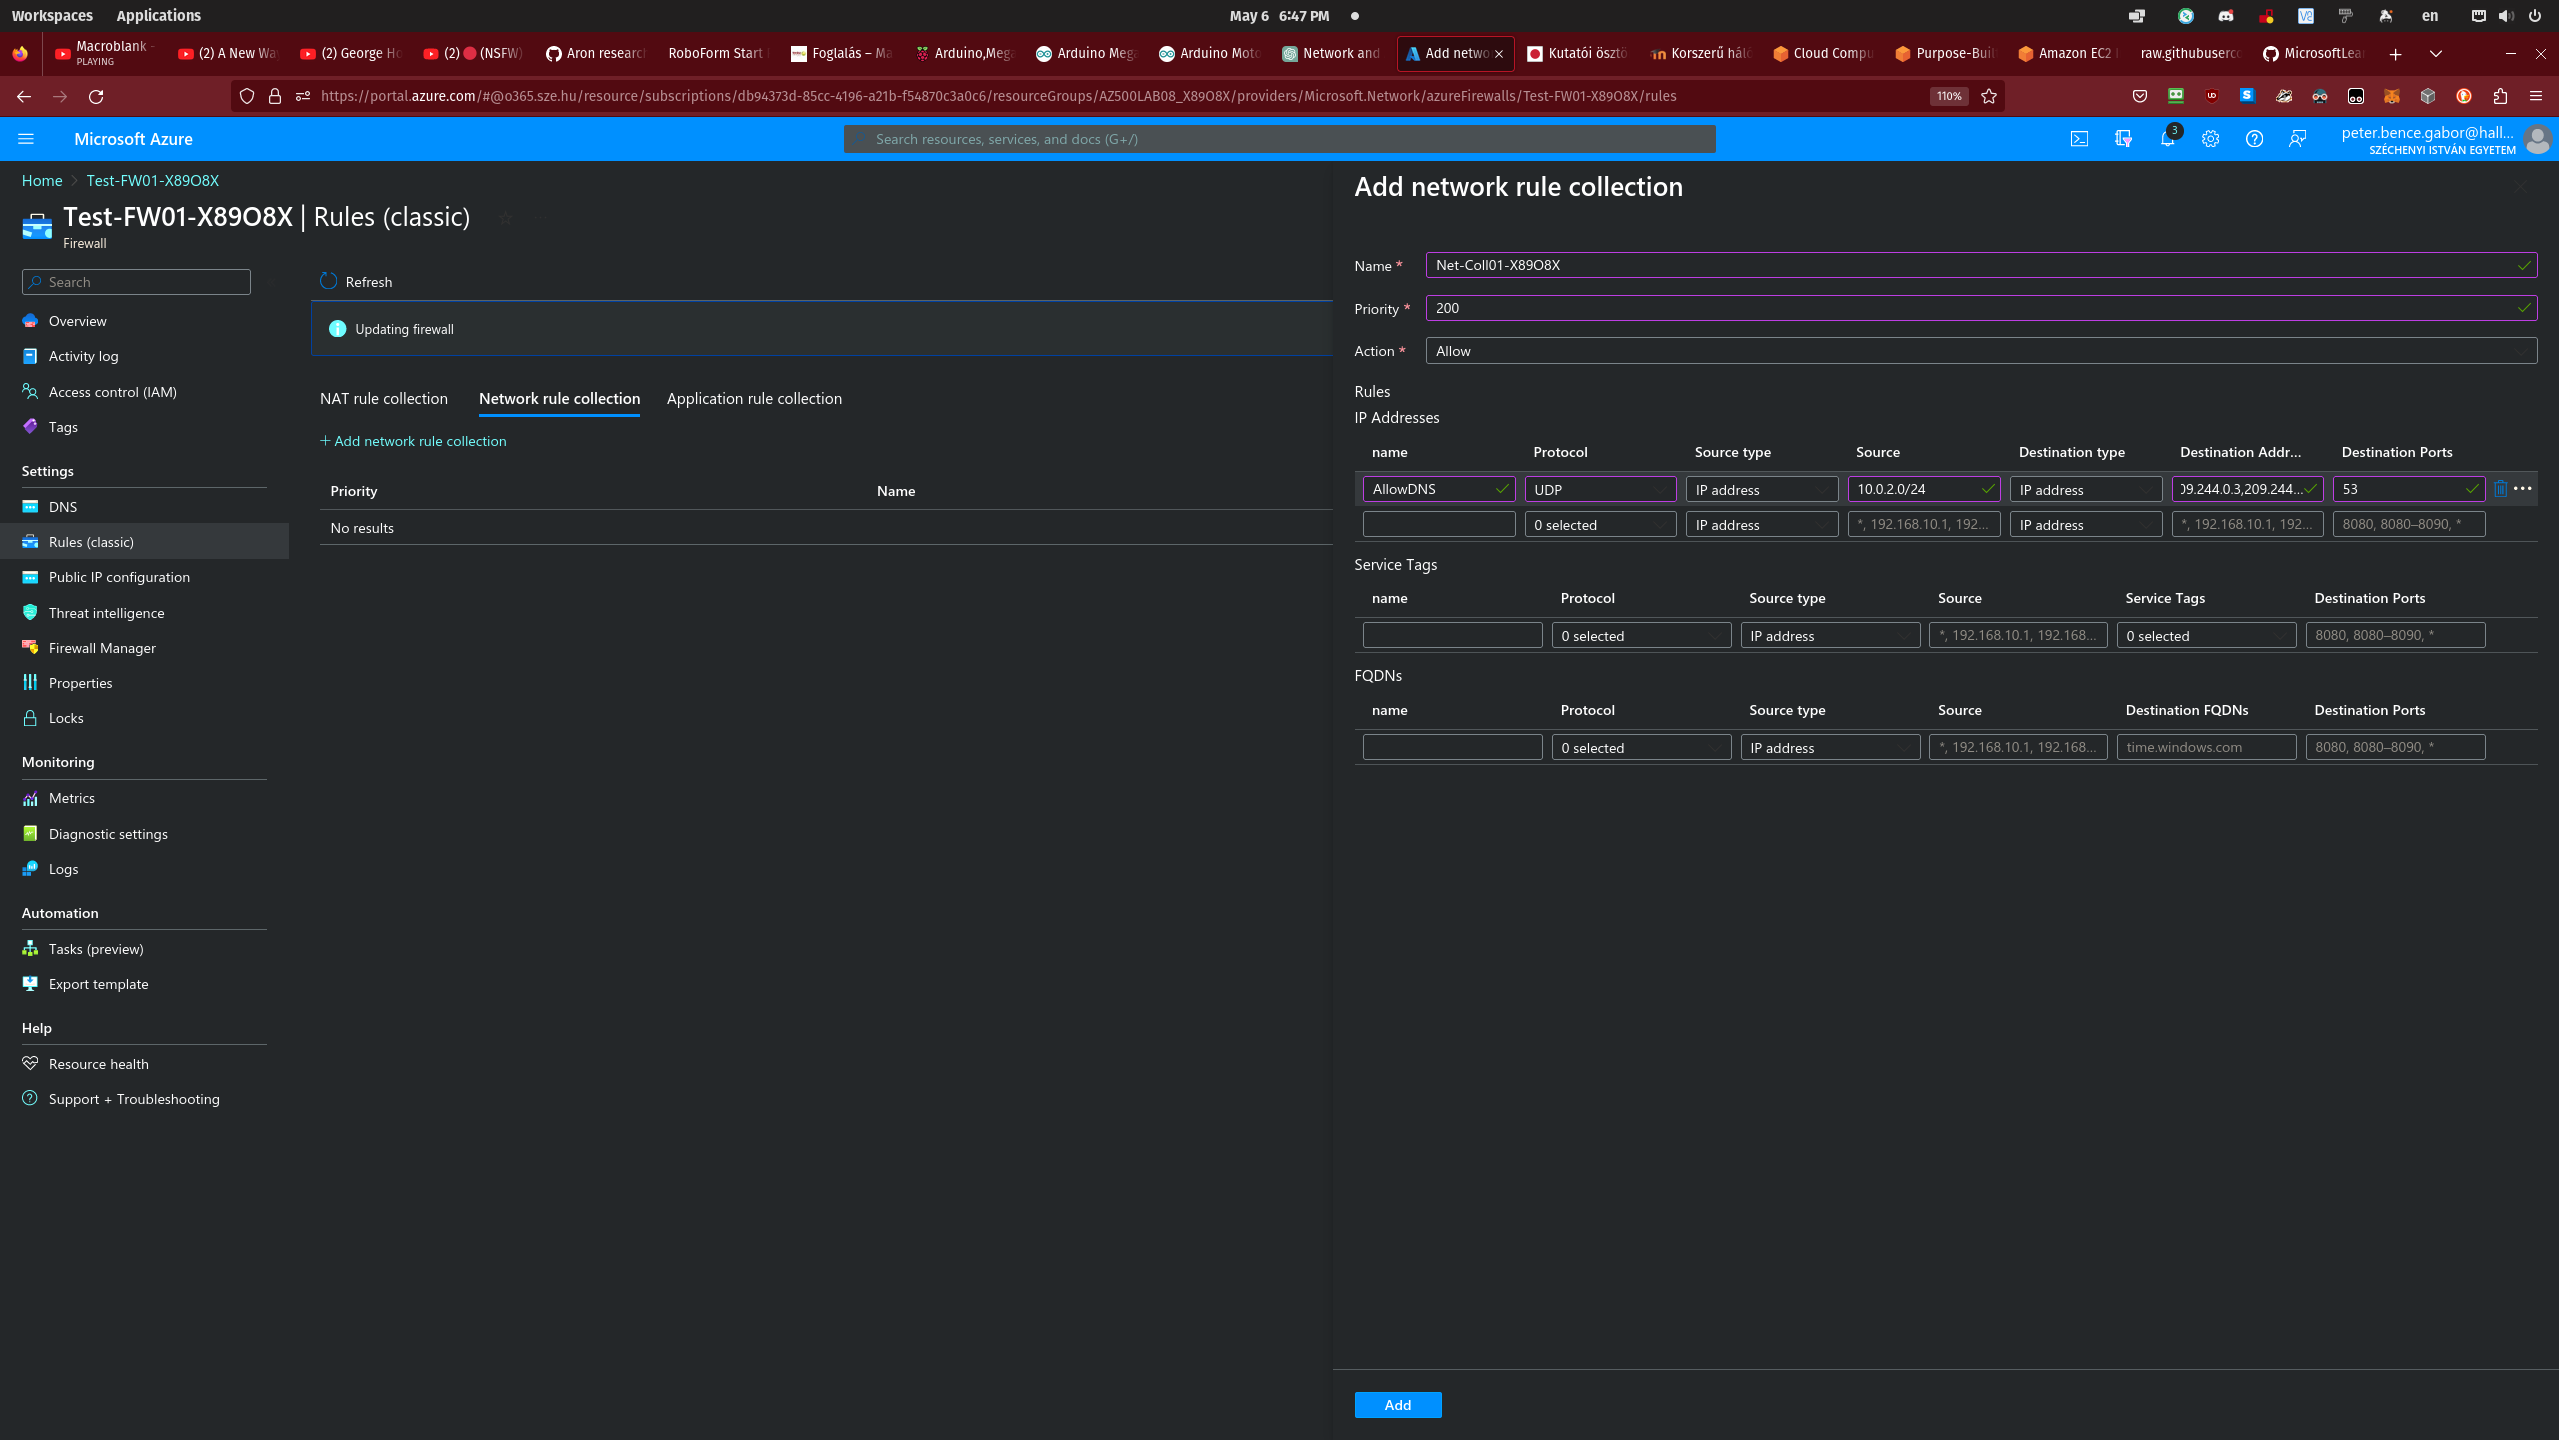 Workspaces Applications May 6 6:47 PM en
Macroblank -
PLAYING
(2) A New Wa
(2) George Ho
(2) (NSFW)
Aron research
RoboForm Start
Foglalás – Ma
Arduino,Mega
Arduino Mega
Arduino Moto
Network and
Add netwo
Kutatói ösztö
Korszerű háló
Cloud Compu
Purpose-Buil
Amazon EC2
raw.githubuserco
MicrosoftLear
https://portal.azure.com/#@o365.sze.hu/resource/subscriptions/db94373d-85cc-4196-a21b-f54870c3a0c6/resourceGroups/AZ500LAB08_X89O8X/providers/Microsoft.Network/azureFirewalls/Test-FW01-X89O8X/rules 110%
Microsoft Azure
Search resources, services, and docs (G+/)
3
peter.bence.gabor@hall...
SZÉCHENYI ISTVÁN EGYETEM
Home Test-FW01-X89O8X
Test-FW01-X89O8X | Rules (classic)
Firewall
Search
Overview
Activity log
Access control (IAM)
Tags
Settings
DNS
Rules (classic)
Public IP configuration
Threat intelligence
Firewall Manager
Properties
Locks
Monitoring
Metrics
Diagnostic settings
Logs
Automation
Tasks (preview)
Export template
Help
Resource health
Support + Troubleshooting
Refresh
Updating firewall
NAT rule collection Network rule collection Application rule collection
+ Add network rule collection
Priority Name
No results
Add network rule collection
Name * Net-Coll01-X89O8X
Priority * 200
Action * Allow
Rules
IP Addresses
name Protocol Source type Source Destination type Destination Addr... Destination Ports
AllowDNS UDP IP address 10.0.2.0/24 IP address 09.244.0.3,209.244... 53
0 selected IP address *, 192.168.10.1, 192... IP address *, 192.168.10.1, 192... 8080, 8080–8090, *
Service Tags
name Protocol Source type Source Service Tags Destination Ports
0 selected IP address *, 192.168.10.1, 192.168... 0 selected 8080, 8080–8090, *
FQDNs
name Protocol Source type Source Destination FQDNs Destination Ports
0 selected IP address *, 192.168.10.1, 192.168... time.windows.com 8080, 8080–8090, *
Add